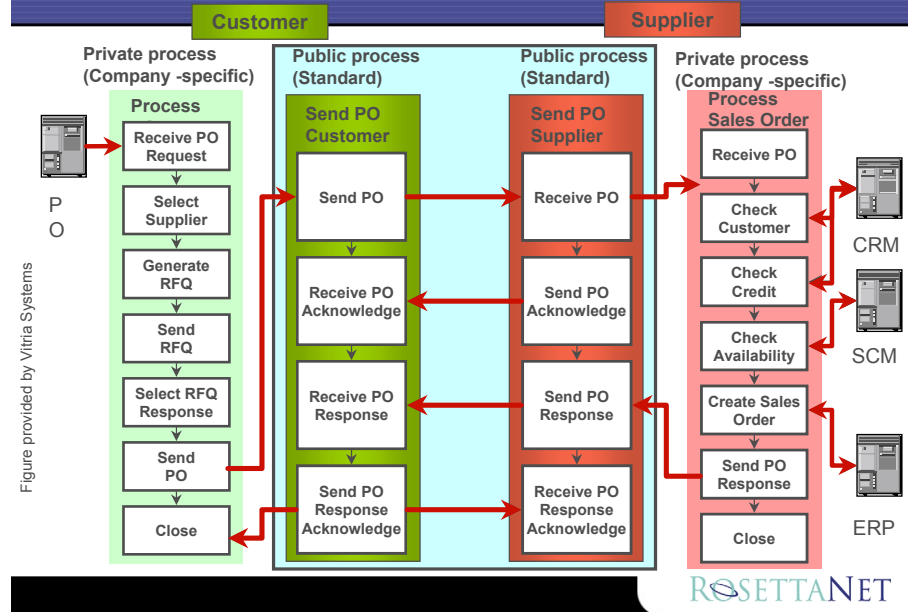 Customer
Supplier
Private process
(Company -specific)
Public process
(Standard)
Public process
(Standard)
Private process
(Company -specific)
Process
Receive PO
Request
Select
Supplier
Generate
RFQ
Send
RFQ
Select RFQ
Response
Send
PO
Close
Send PO
Customer
Send PO
Receive PO
Acknowledge
Receive PO
Response
Send PO
Response
Acknowledge
Send PO
Supplier
Receive PO
Send PO
Acknowledge
Send PO
Response
Receive PO
Response
Acknowledge
Process
Sales Order
Receive PO
Check
Customer
Check
Credit
Check
Availability
Create Sales
Order
Send PO
Response
Close
P
O
CRM
SCM
ERP
Figure provided by Vitria Systems
ROSETTANET